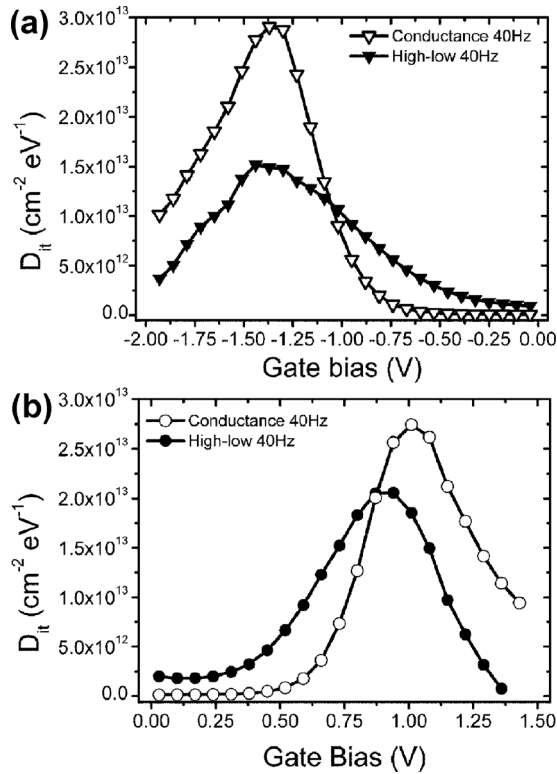 (a)
3.0x10¹³
Conductance 40Hz
High-low 40Hz
2.5x10¹³
2.0x10¹³
1.5x10¹³
1.0x10¹³
5.0x10¹²
0.0
D_it (cm⁻² eV⁻¹)
-2.00 -1.75 -1.50 -1.25 -1.00 -0.75 -0.50 -0.25 0.00
Gate bias (V)
(b)
3.0x10¹³
Conductance 40Hz
High-low 40Hz
2.5x10¹³
2.0x10¹³
1.5x10¹³
1.0x10¹³
5.0x10¹²
0.0
D_it (cm⁻² eV⁻¹)
0.00 0.25 0.50 0.75 1.00 1.25 1.50
Gate Bias (V)